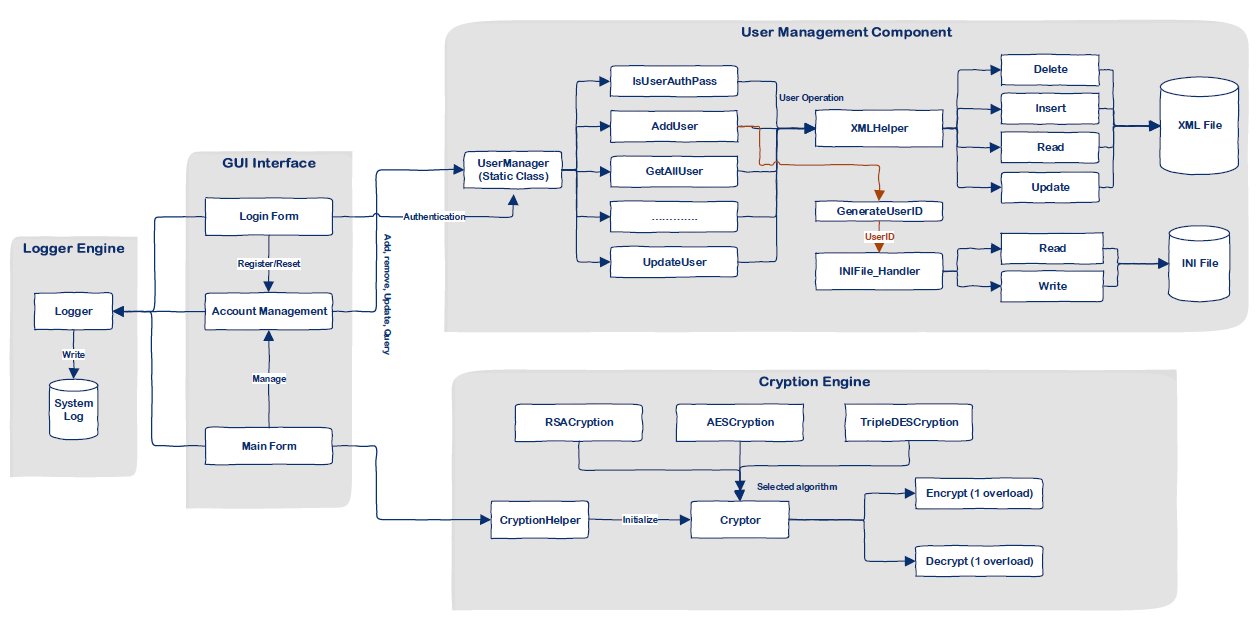 User Management Component
IsUserAuthPass
AddUser
GetAllUser
.............
UpdateUser
User Operation
XMLHelper
Delete
Insert
Read
Update
XML File
UserManager
(Static Class)
GenerateUserID
UserID
INIFile_Handler
Read
Write
INI File
GUI Interface
Login Form
Authentication
Register/Reset
Account Management
Add, remove, Update, Query
Manage
Main Form
Logger Engine
Logger
Write
System
Log
Cryption Engine
RSACryption
AESCryption
TripleDESCryption
Selected algorithm
CryptionHelper
Initialize
Cryptor
Encrypt (1 overload)
Decrypt (1 overload)